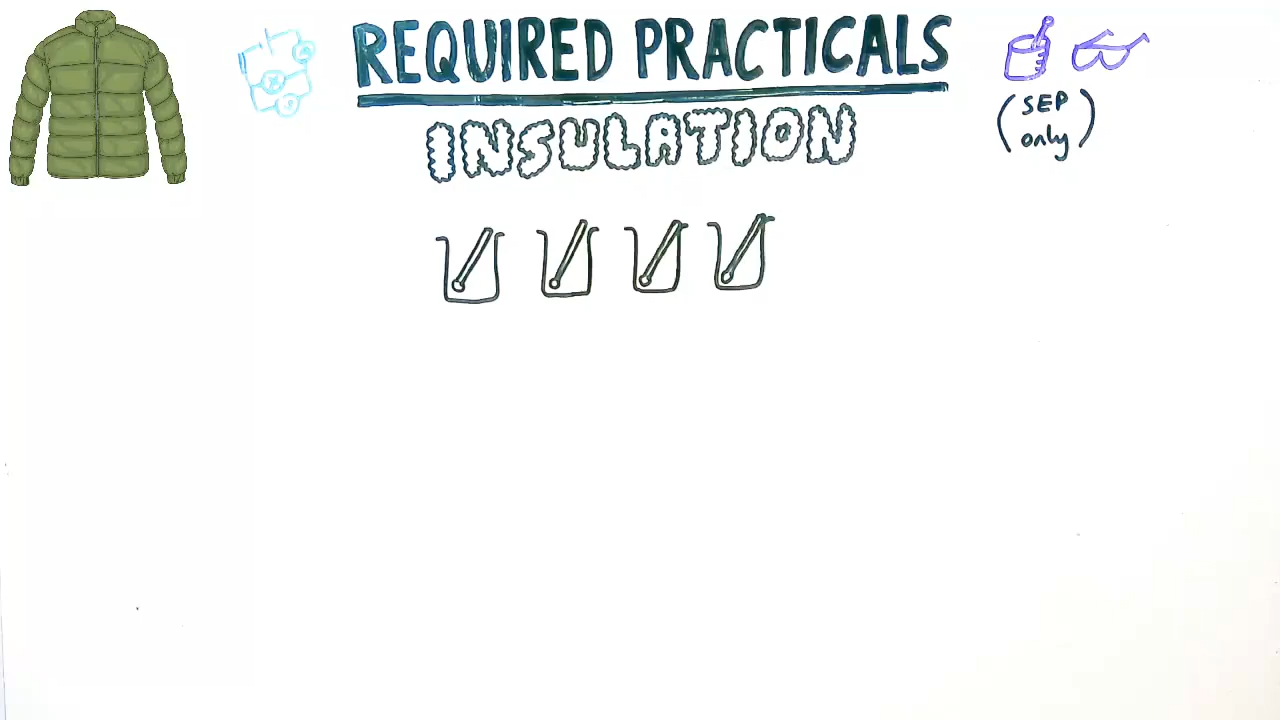 REQUIRED PRACTICALS
INSULATION
(SEP
only)